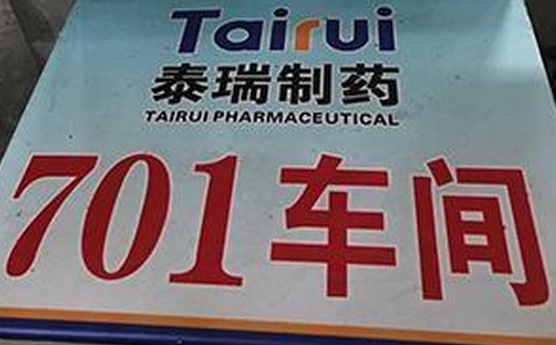 Tairui
泰瑞制药
TAIRUI PHARMACEUTICAL
701车间